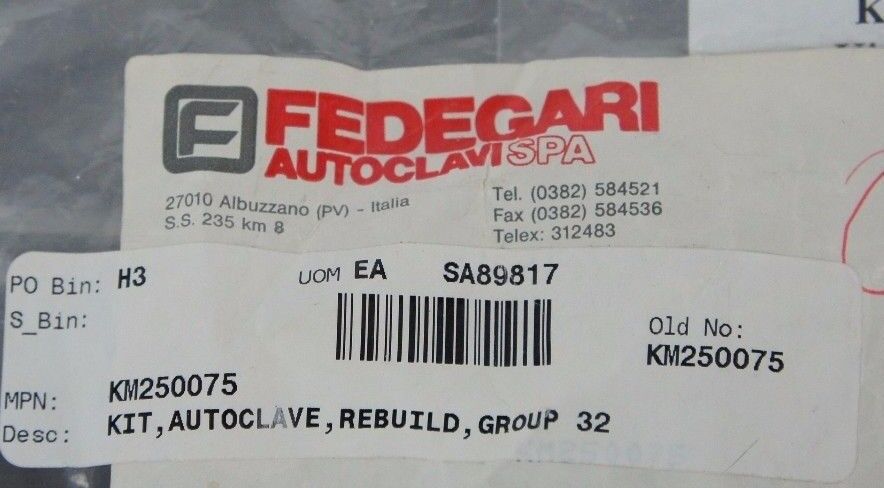 K
FEDEGARI
AUTOCLAVI SPA
27010 Albuzzano (PV) - Italia
S.S. 235 km 8
Tel. (0382) 584521
Fax (0382) 584536
Telex: 312483
PO Bin: H3 UOM EA SA89817
S_Bin:
Old No:
KM250075
MPN: KM250075
Desc: KIT,AUTOCLAVE,REBUILD,GROUP 32
KM250075